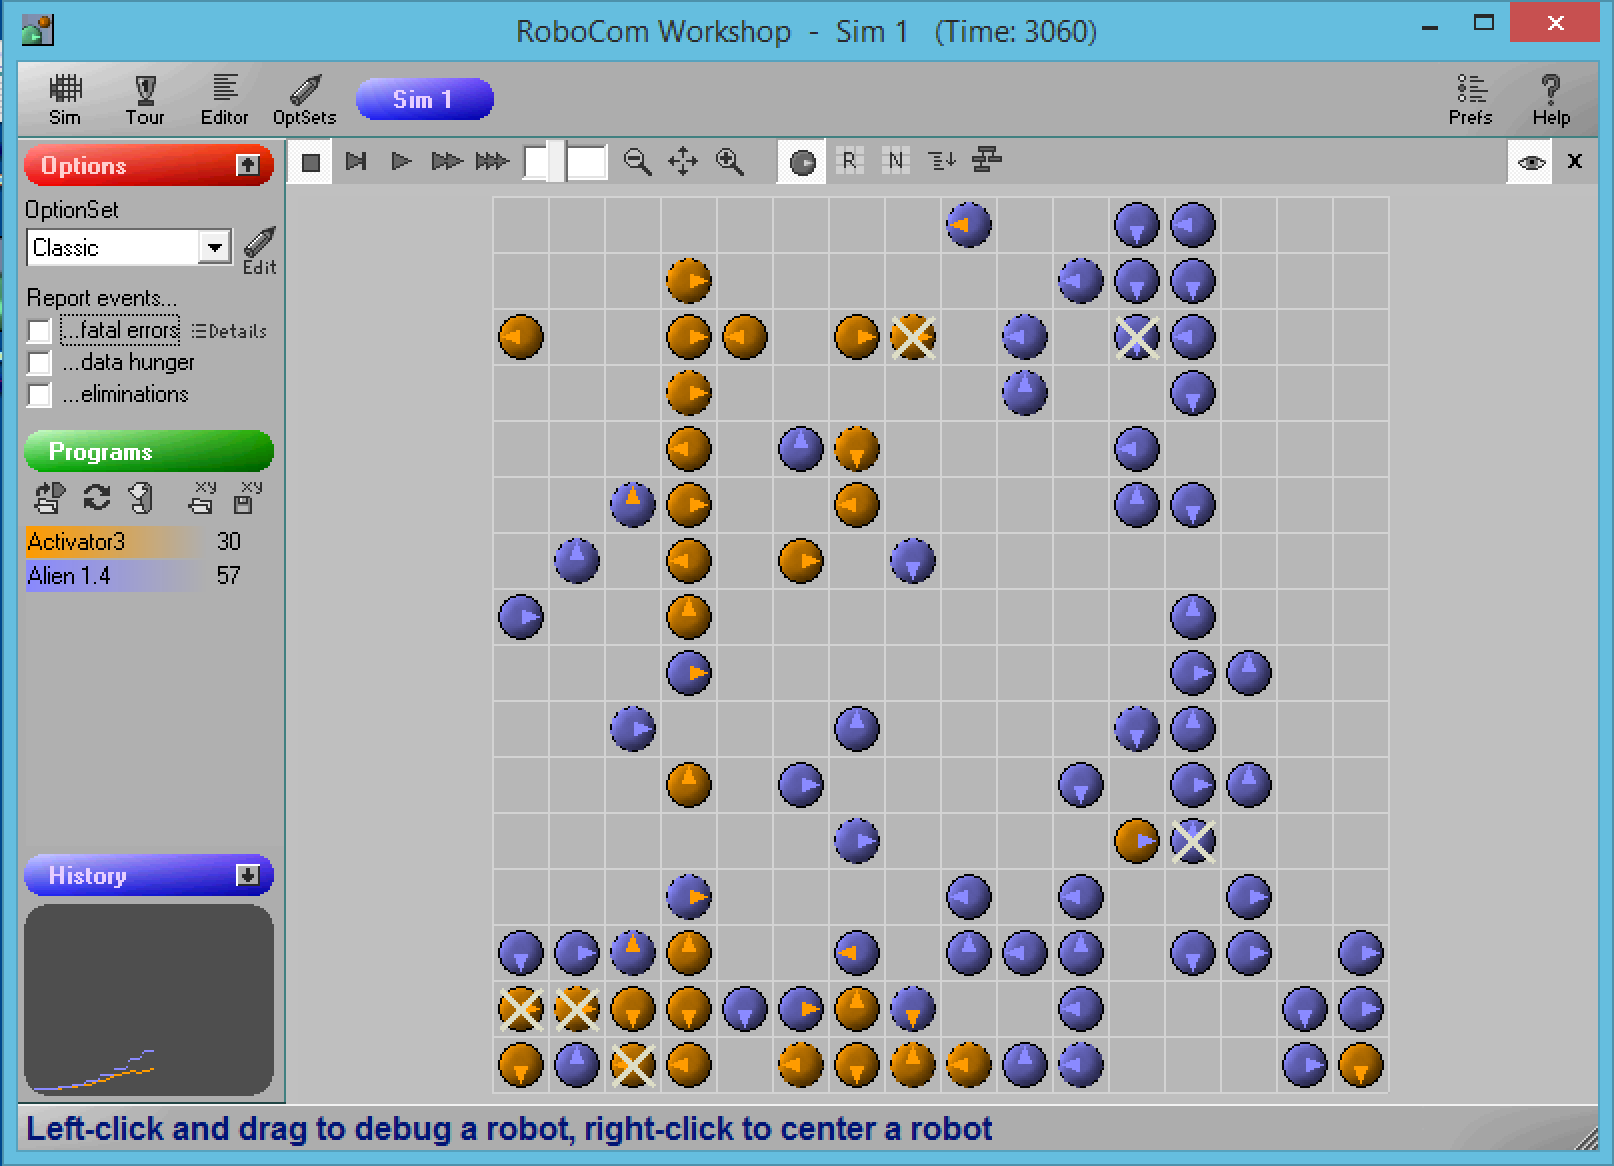 RoboCom Workshop - Sim 1 (Time: 3060)
Sim Tour Editor OptSets Sim 1 Prefs Help
Options
R N
OptionSet
Classic
Edit
Report events...
...fatal errors Details
...data hunger
...eliminations
Programs
XY XY
Activator3 30
Alien 1.4 57
History
Left-click and drag to debug a robot, right-click to center a robot